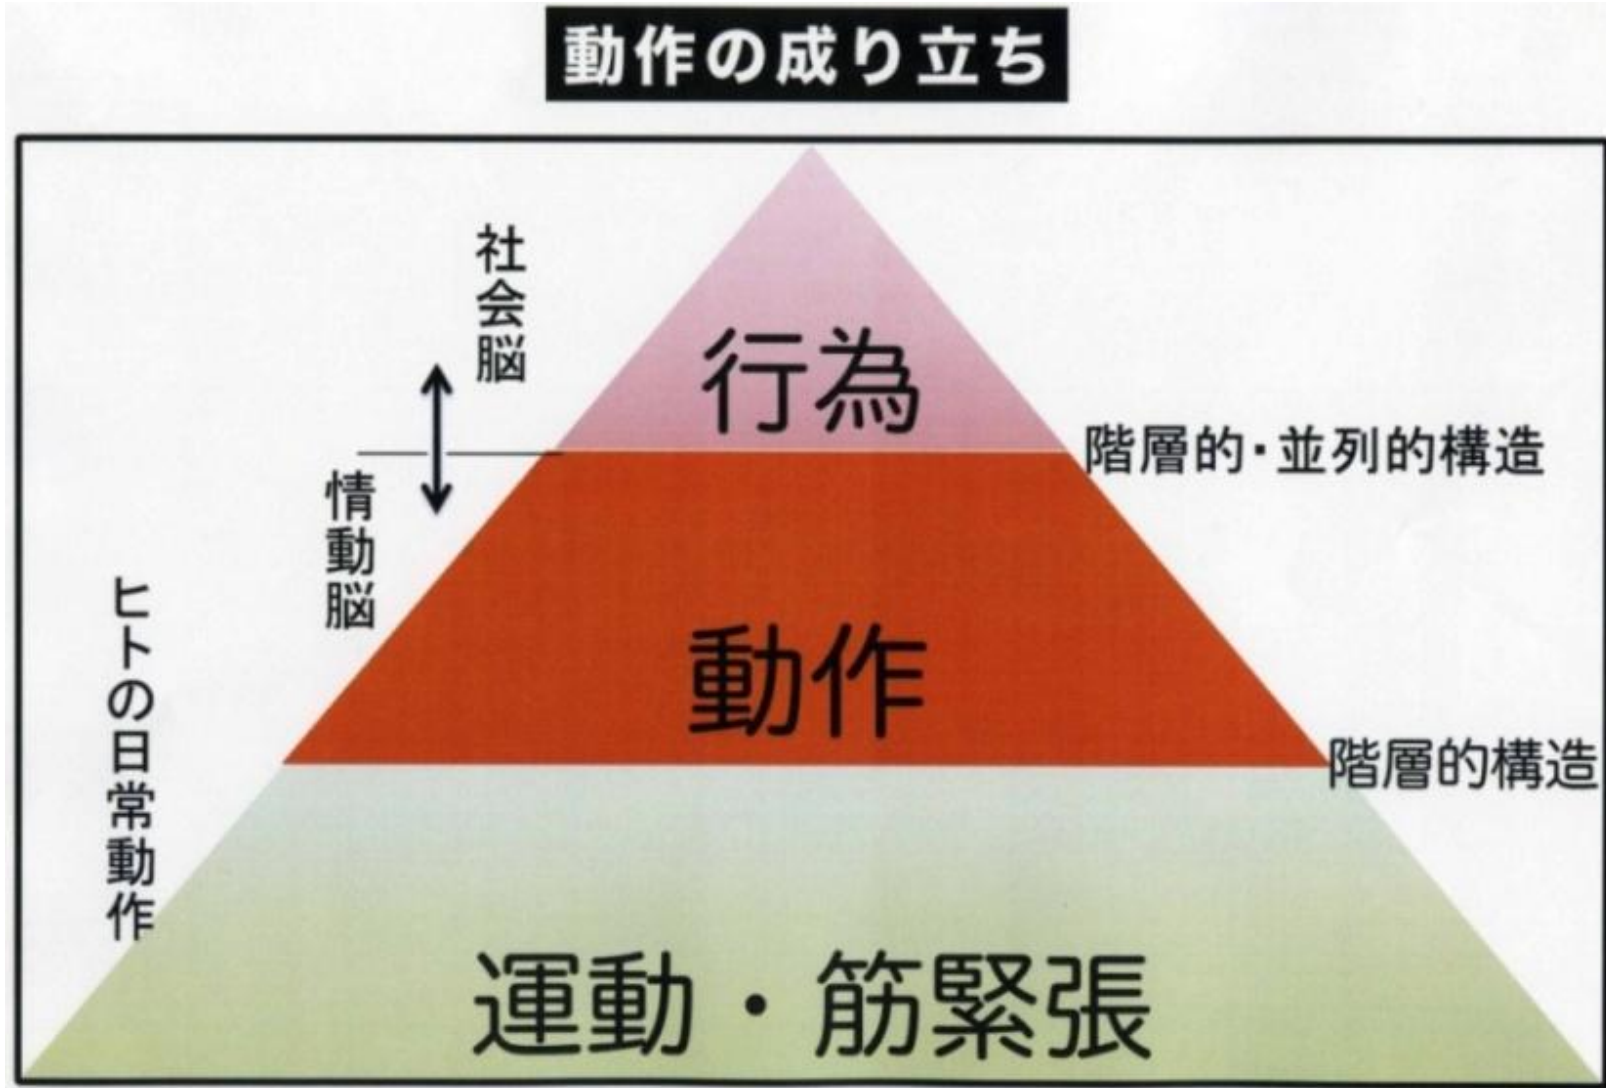 動作の成り立ち
社会脳
行為
階層的・並列的構造
情動脳
ヒトの日常動作
動作
階層的構造
運動・筋緊張